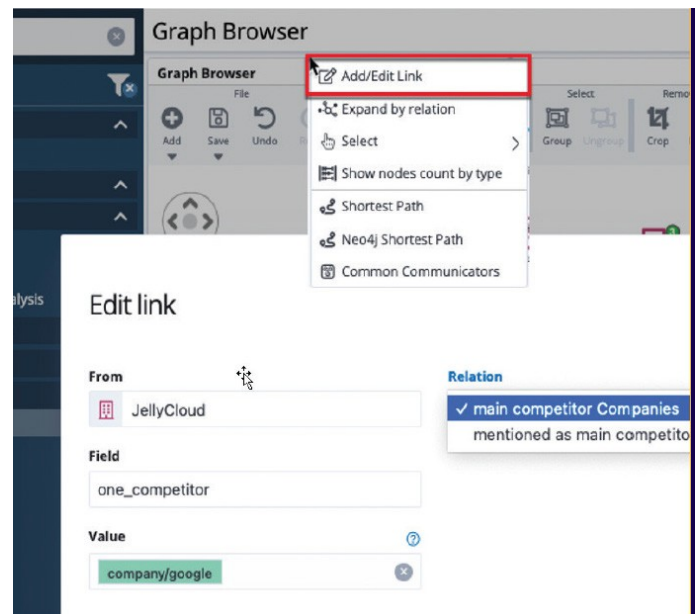 Graph Browser
Graph Browser
Add/Edit Link
File
Select
Expand by relation
Add
Save
Undo
Group
Ungroup
Crop
Select
Show nodes count by type
Shortest Path
Neo4j Shortest Path
Common Communicators
alysis
Edit link
From
Relation
JellyCloud
main competitor Companies
mentioned as main competito
Field
one_competitor
Value
company/google